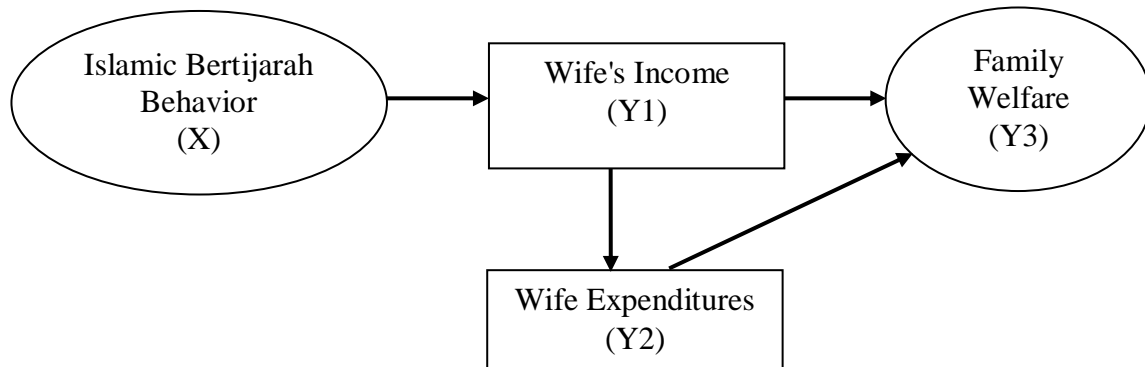 Islamic Bertijarah
Behavior
(X)
Wife's Income
(Y1)
Family
Welfare
(Y3)
Wife Expenditures
(Y2)